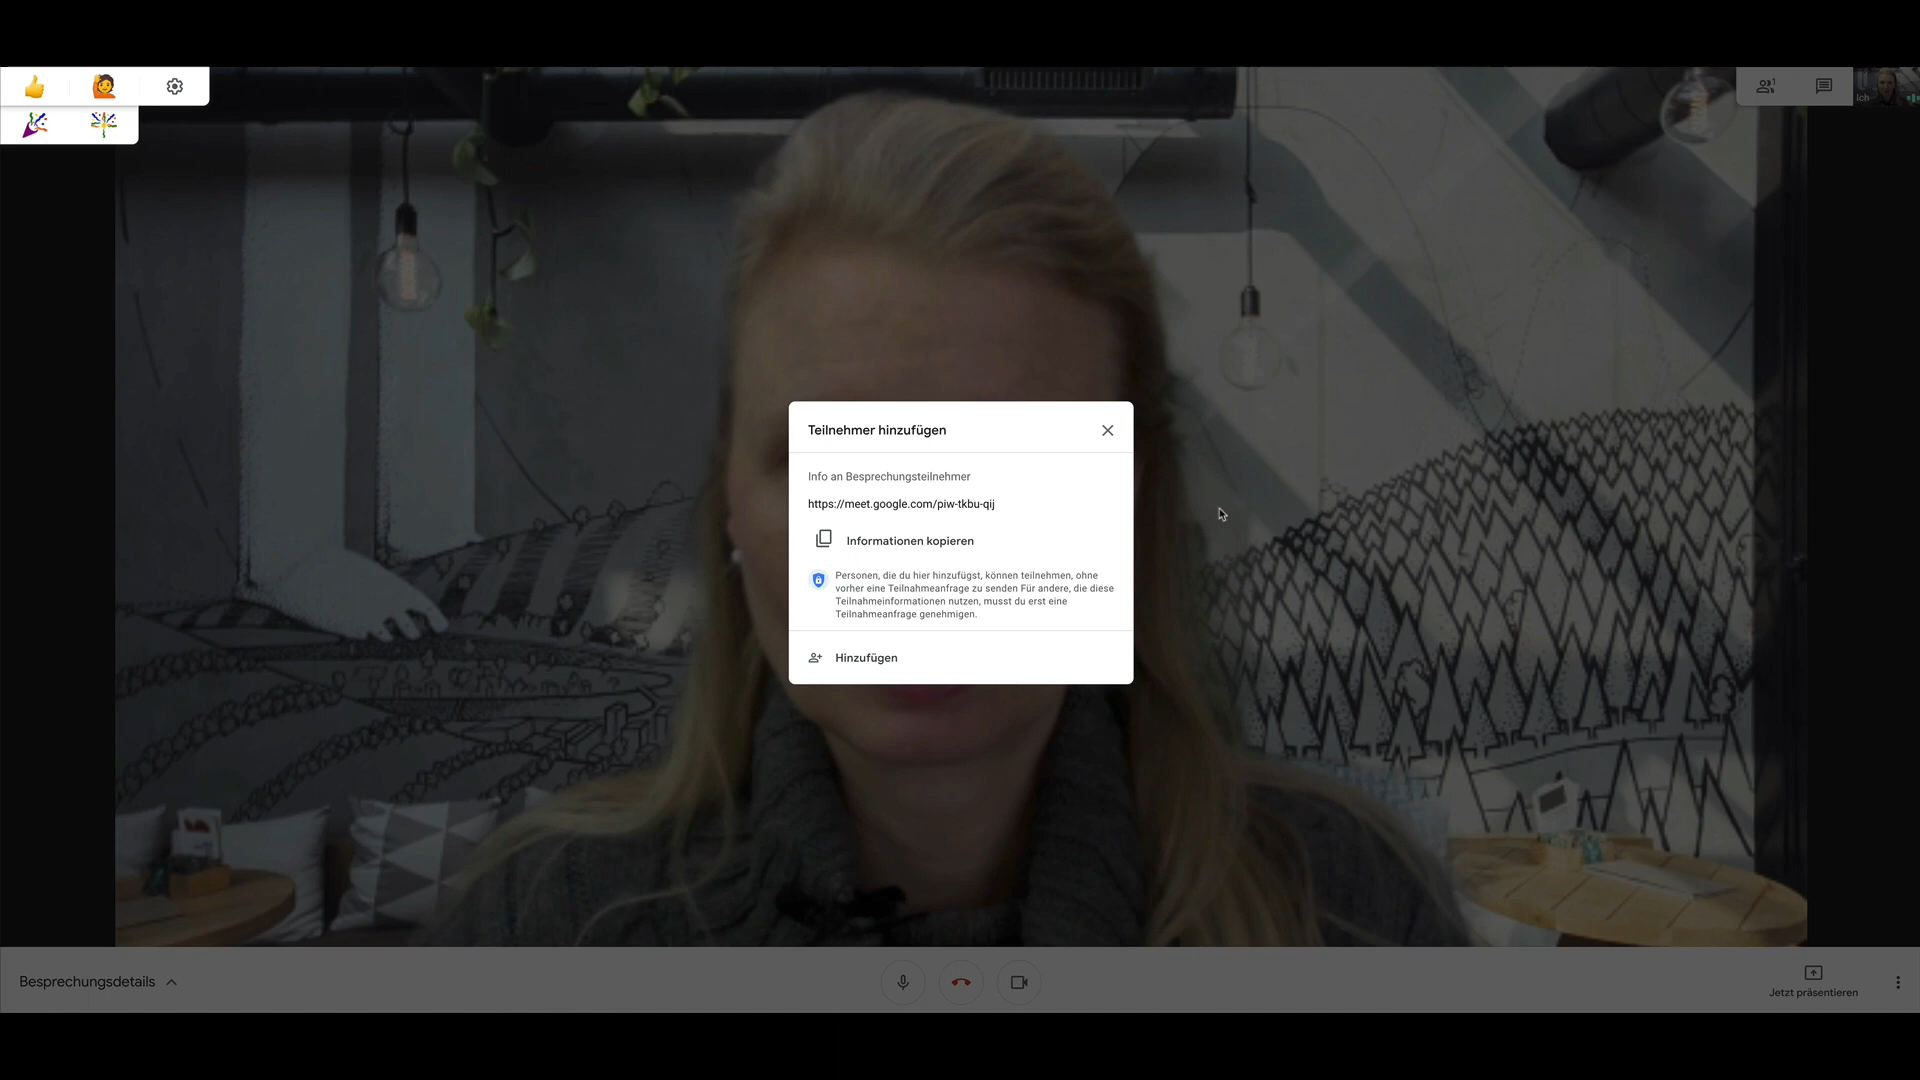 1
Ich
Teilnehmer hinzufügen
Info an Besprechungsteilnehmer
https://meet.google.com/piw-tkbu-qij
Informationen kopieren
Personen, die du hier hinzufügst, können teilnehmen, ohne
vorher eine Teilnahmeanfrage zu senden Für andere, die diese
Teilnahmeinformationen nutzen, musst du erst eine
Teilnahmeanfrage genehmigen.
Hinzufügen
Besprechungsdetails
Jetzt präsentieren